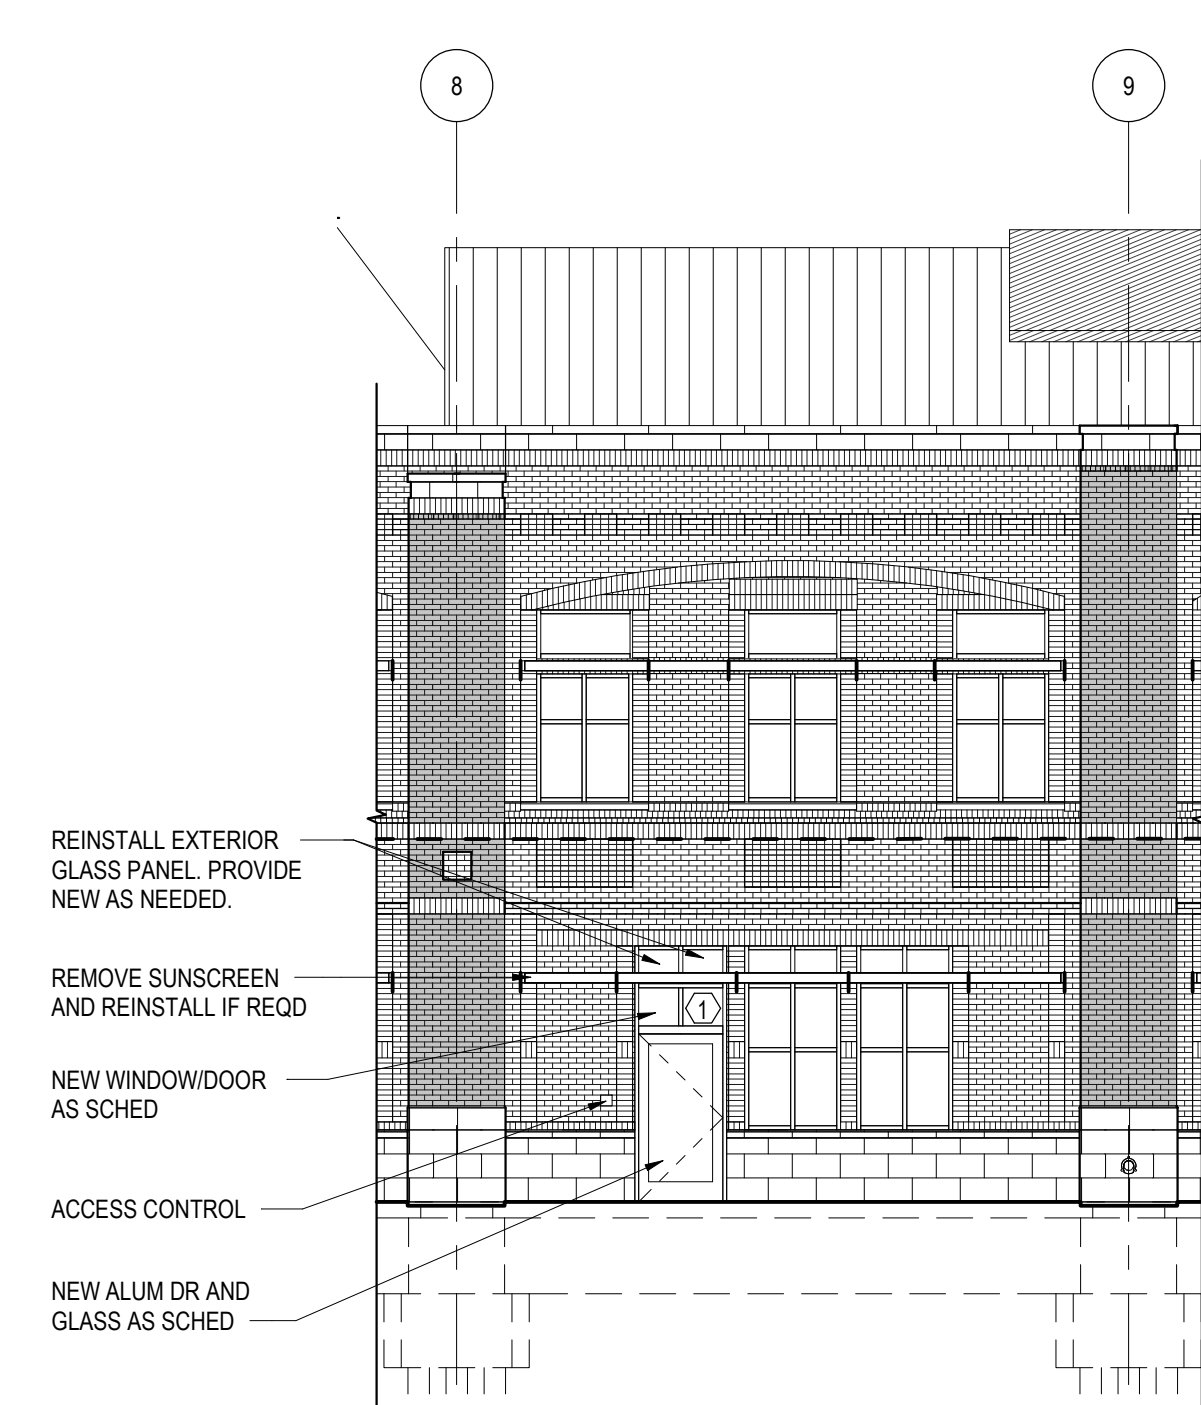 8
9
REINSTALL EXTERIOR
GLASS PANEL. PROVIDE
NEW AS NEEDED.
REMOVE SUNSCREEN
AND REINSTALL IF REQD
1
NEW WINDOW/DOOR
AS SCHED
ACCESS CONTROL
NEW ALUM DR AND
GLASS AS SCHED